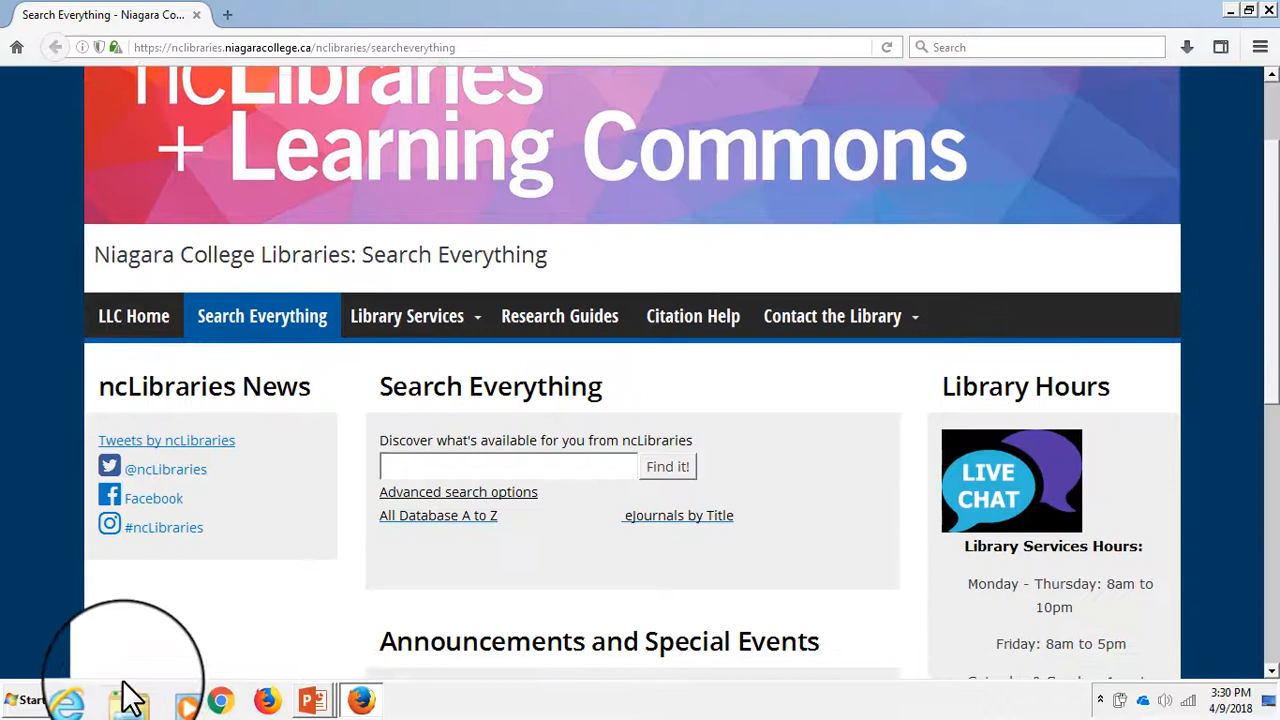 Search Everything - Niagara Co...
https://nclibraries.niagaracollege.ca/nclibraries/searcheverything
Search
ncLibraries
+ Learning Commons
Niagara College Libraries: Search Everything
LLC Home
Search Everything
Library Services
Research Guides
Citation Help
Contact the Library
ncLibraries News
Tweets by ncLibraries
@ncLibraries
Facebook
#ncLibraries
Search Everything
Discover what's available for you from ncLibraries
Find it!
Advanced search options
All Database A to Z
eJournals by Title
Announcements and Special Events
Library Hours
LIVE
CHAT
Library Services Hours:
Monday - Thursday: 8am to
10pm
Friday: 8am to 5pm
Start
3:30 PM
4/9/2018